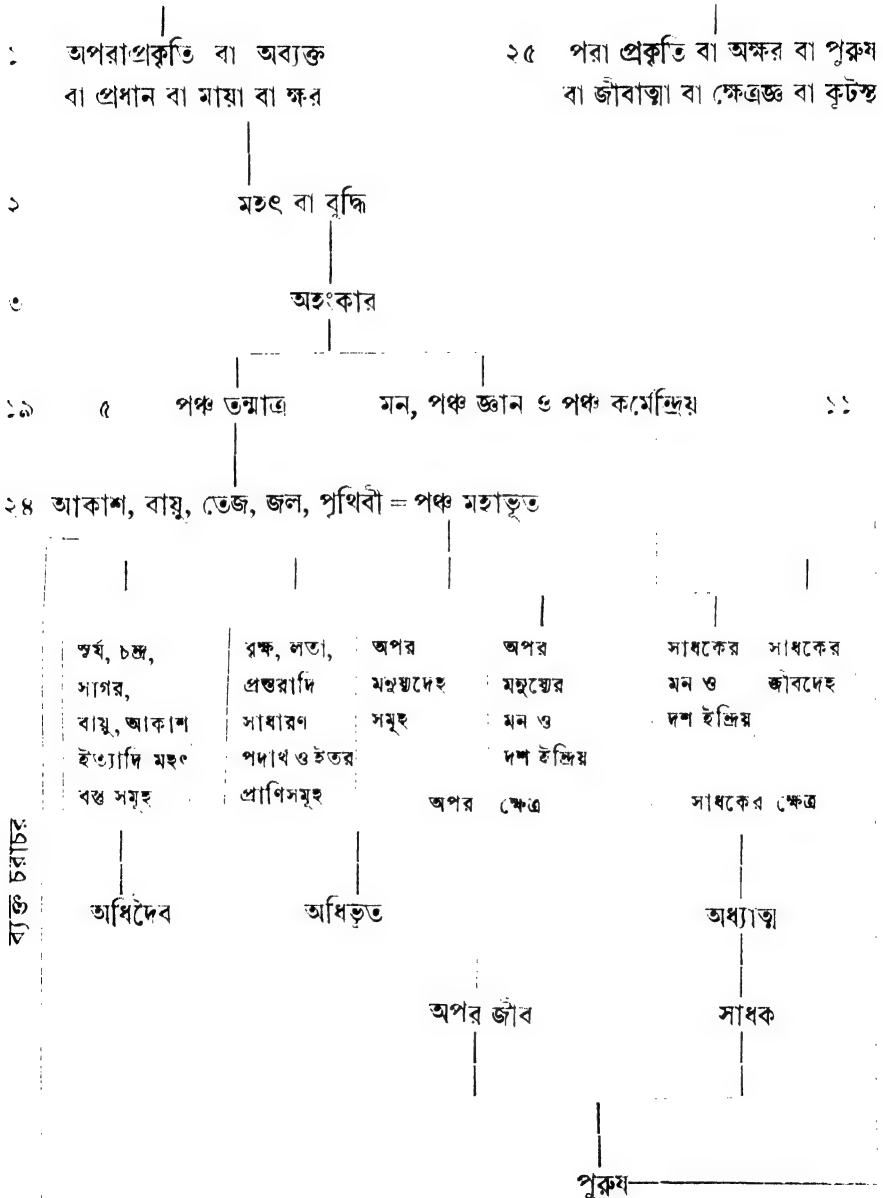 ১ অপরাপ্রকৃতি বা অব্যক্ত ২৫ পরা প্রকৃতি বা অক্ষর বা পুরুষ
বা প্রধান বা মায়া বা ক্ষর বা জীবাত্মা বা ক্ষেত্রজ্ঞ বা কূটস্থ
২ মহৎ বা বুদ্ধি
৩ অহংকার
১৯ ৫ পঞ্চ তন্মাত্র মন, পঞ্চ জ্ঞান ও পঞ্চ কর্মেন্দ্রিয় ১১
২৪ আকাশ, বায়ু, তেজ, জল, পৃথিবী = পঞ্চ মহাভূত
সূর্য, চন্দ্র, বৃক্ষ, লতা, অপর অপর সাধকের সাধকের
সাগর, প্রস্তরাদি মনুষ্যদেহ মনুষ্যের মন ও জীবদেহ
বায়ু, আকাশ সাধারণ সমূহ মন ও দশ ইন্দ্রিয়
ইত্যাদি মহৎ পদার্থ ও ইতর দশ ইন্দ্রিয়
বস্তু সমূহ প্রাণিসমূহ অপর ক্ষেত্র সাধকের ক্ষেত্র
ব্যক্ত চরাচর
অধিদৈব অধিভূত অধ্যাত্ম
অপর জীব সাধক
পুরুষ